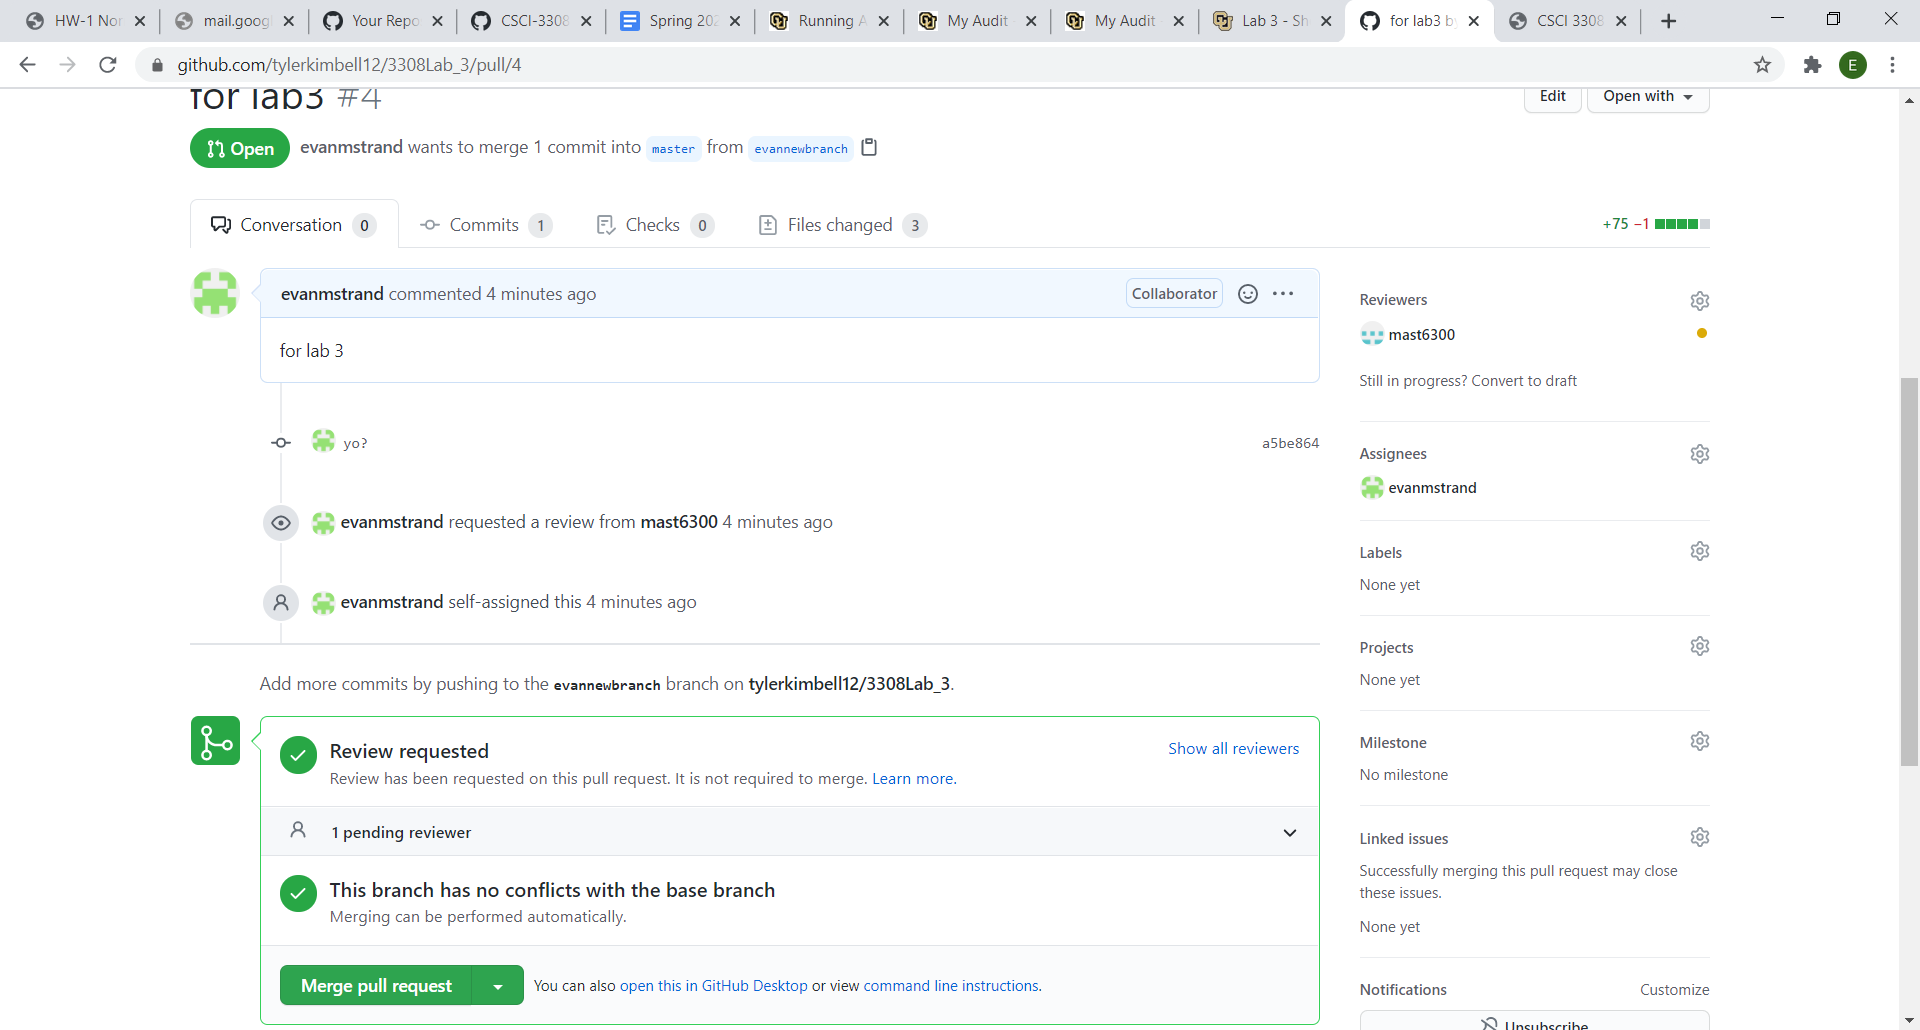 HW-1 Nor
mail.goog
Your Repo
CSCI-3308
Spring 202
Running A
My Audit
My Audit
Lab 3 - Sh
for lab3 by
CSCI 3308
github.com/tylerkimbell12/3308Lab_3/pull/4
E
for lab3 #4
Edit
Open with
Open
evanmstrand wants to merge 1 commit into master from evannewbranch
Conversation 0
Commits 1
Checks 0
Files changed 3
+75 −1
evanmstrand commented 4 minutes ago
Collaborator
for lab 3
yo?
a5be864
evanmstrand requested a review from mast6300 4 minutes ago
evanmstrand self-assigned this 4 minutes ago
Add more commits by pushing to the evannewbranch branch on tylerkimbell12/3308Lab_3.
Review requested
Show all reviewers
Review has been requested on this pull request. It is not required to merge. Learn more.
1 pending reviewer
This branch has no conflicts with the base branch
Merging can be performed automatically.
Merge pull request
You can also open this in GitHub Desktop or view command line instructions.
Reviewers
mast6300
Still in progress? Convert to draft
Assignees
evanmstrand
Labels
None yet
Projects
None yet
Milestone
No milestone
Linked issues
Successfully merging this pull request may close
these issues.
None yet
Notifications
Customize
Unsubscribe